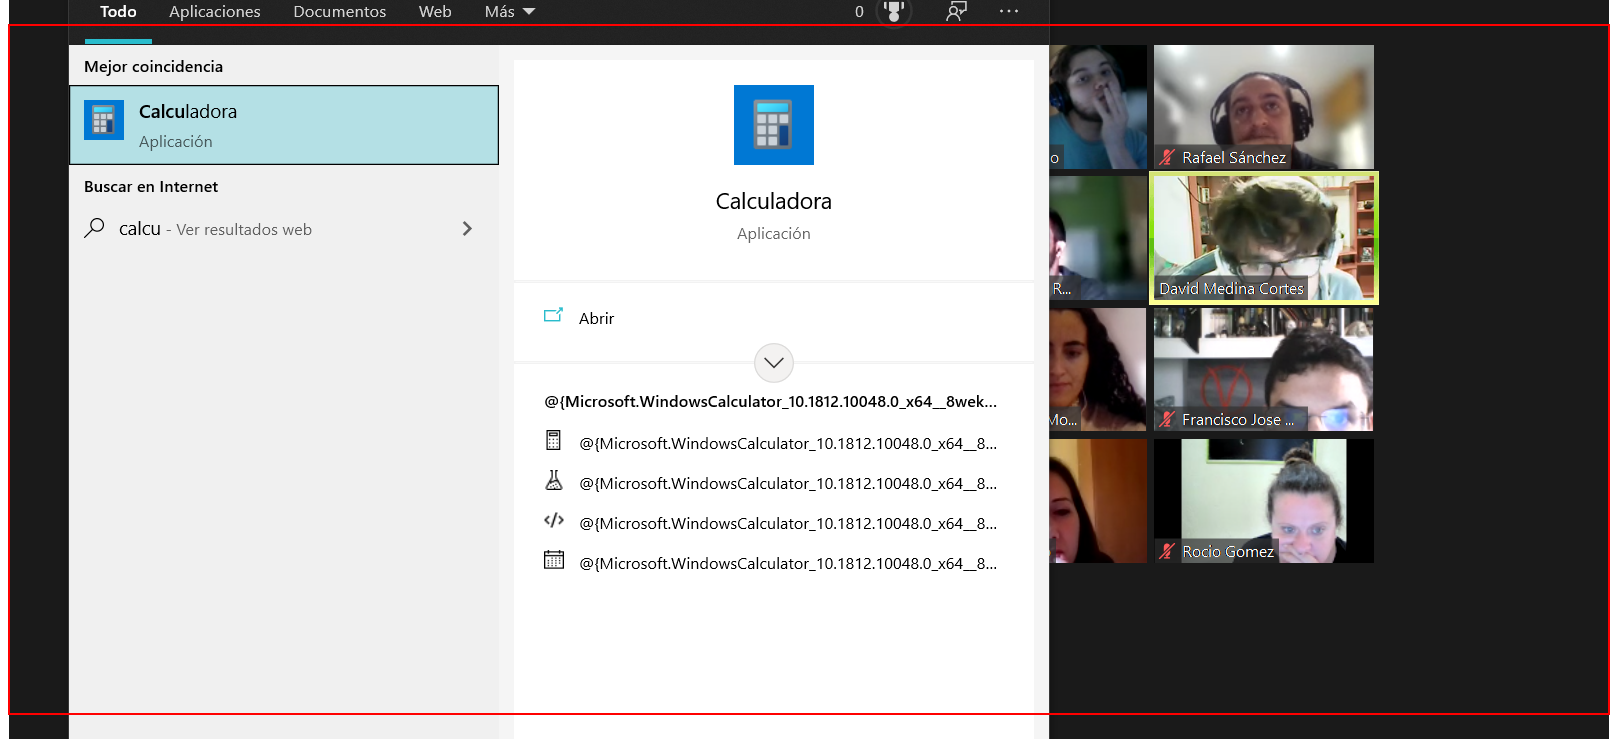 Todo Aplicaciones Documentos Web Más 0
Mejor coincidencia
Calculadora
Aplicación
Buscar en Internet
calcu - Ver resultados web
Calculadora
Aplicación
Abrir
@{Microsoft.WindowsCalculator_10.1812.10048.0_x64__8wek...
@{Microsoft.WindowsCalculator_10.1812.10048.0_x64__8...
@{Microsoft.WindowsCalculator_10.1812.10048.0_x64__8...
@{Microsoft.WindowsCalculator_10.1812.10048.0_x64__8...
@{Microsoft.WindowsCalculator_10.1812.10048.0_x64__8...
o
Rafael Sánchez
R...
David Medina Cortes
Mo...
Francisco Jose ...
Rocio Gomez